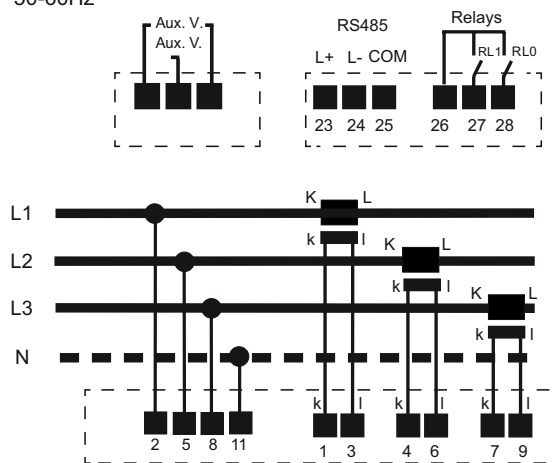 50-60Hz
Aux. V.
Aux. V.
RS485
L+ L- COM
23 24 25
Relays
RL1 RL0
26 27 28
L1
K L
k l
L2
K L
k l
L3
K L
k l
N
k l k l k l
2 5 8 11 1 3 4 6 7 9